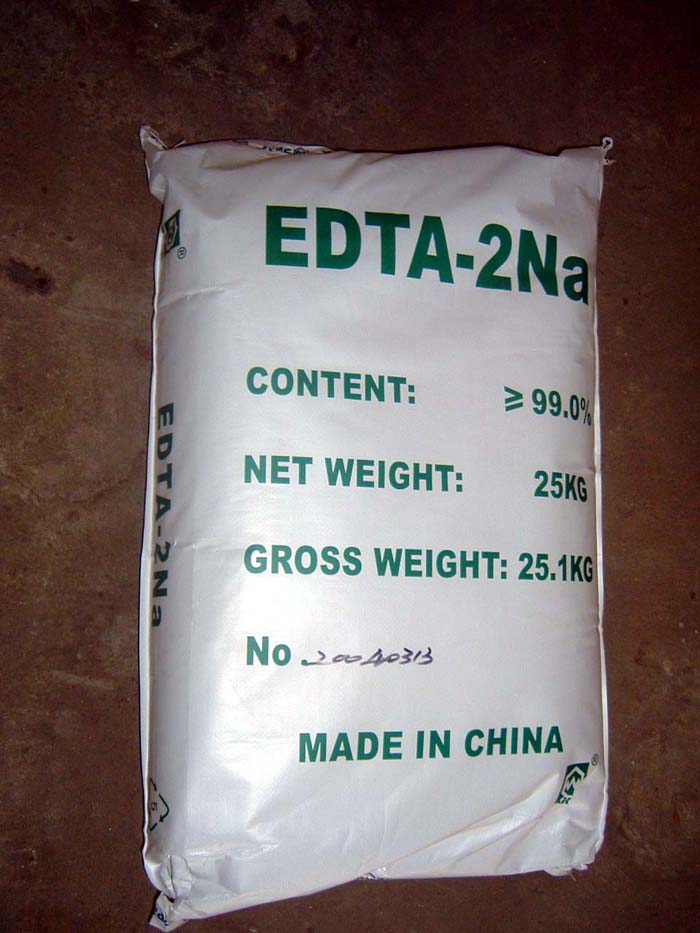 EDTA-2Na
CONTENT: ≥ 99.0%
NET WEIGHT: 25KG
GROSS WEIGHT: 25.1KG
No 20040313
MADE IN CHINA
®
EDTA-2Na
®
5